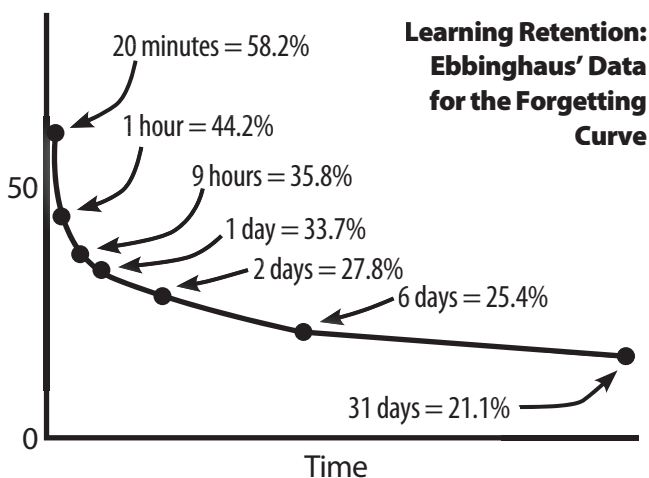 Learning Retention:
Ebbinghaus’ Data
for the Forgetting
Curve
20 minutes = 58.2%
1 hour = 44.2%
50
9 hours = 35.8%
1 day = 33.7%
2 days = 27.8%
6 days = 25.4%
31 days = 21.1%
0
Time